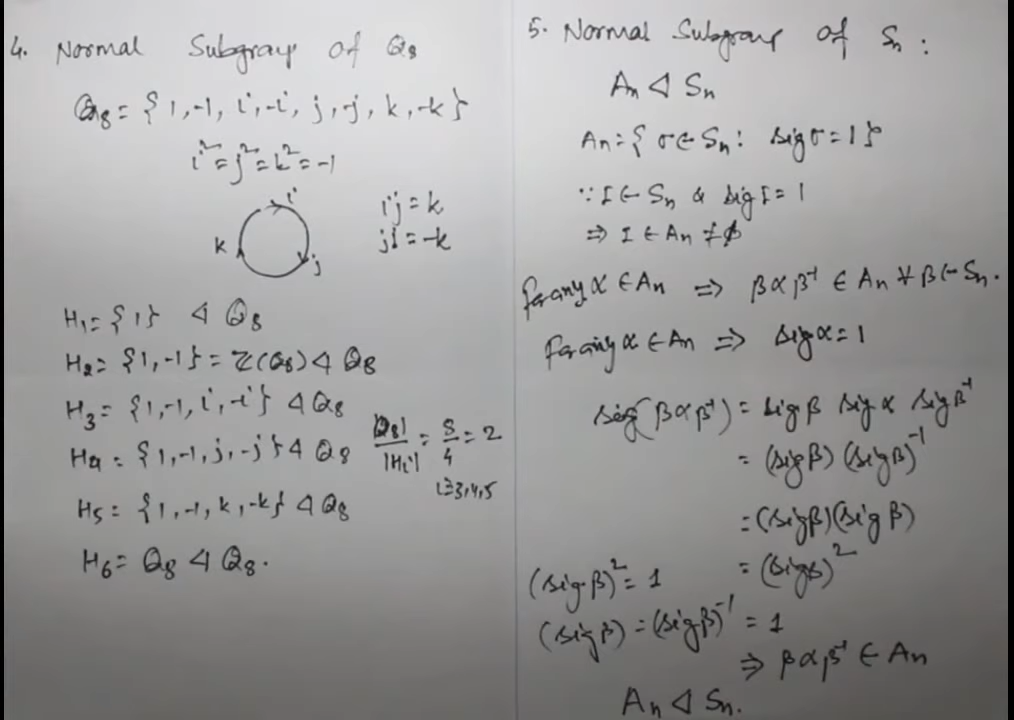 4. Normal Subgroup of Q₈
Q₈ = {1, -1, i, -i, j, -j, k, -k}
i² = j² = k² = -1
i
k
j
ij = k
ji = -k
H₁ = {1} ⊲ Q₈
H₂ = {1, -1} = Z(Q₈) ⊲ Q₈
H₃ = {1, -1, i, -i} ⊲ Q₈
H₄ = {1, -1, j, -j} ⊲ Q₈
|Q₈|/|Hᵢ| = 8/4 = 2
i=3,4,5
H₅ = {1, -1, k, -k} ⊲ Q₈
H₆ = Q₈ ⊲ Q₈.
5. Normal Subgroup of Sₙ :
Aₙ ⊲ Sₙ
Aₙ = {σ ∈ Sₙ : sig σ = 1}
∵ I ∈ Sₙ & sig I = 1
⇒ I ∈ Aₙ ≠ ϕ
for any α ∈ Aₙ ⇒ βαβ⁻¹ ∈ Aₙ ∀ β ∈ Sₙ.
for any α ∈ Aₙ ⇒ sig α = 1
sig(βαβ⁻¹) = sig β sig α sig β⁻¹
= (sig β) (sig β)⁻¹
= (sig β)(sig β)
= (sig β)²
(sig β)² = 1
(sig β) = (sig β)⁻¹ = 1
⇒ βαβ⁻¹ ∈ Aₙ
Aₙ ⊲ Sₙ.